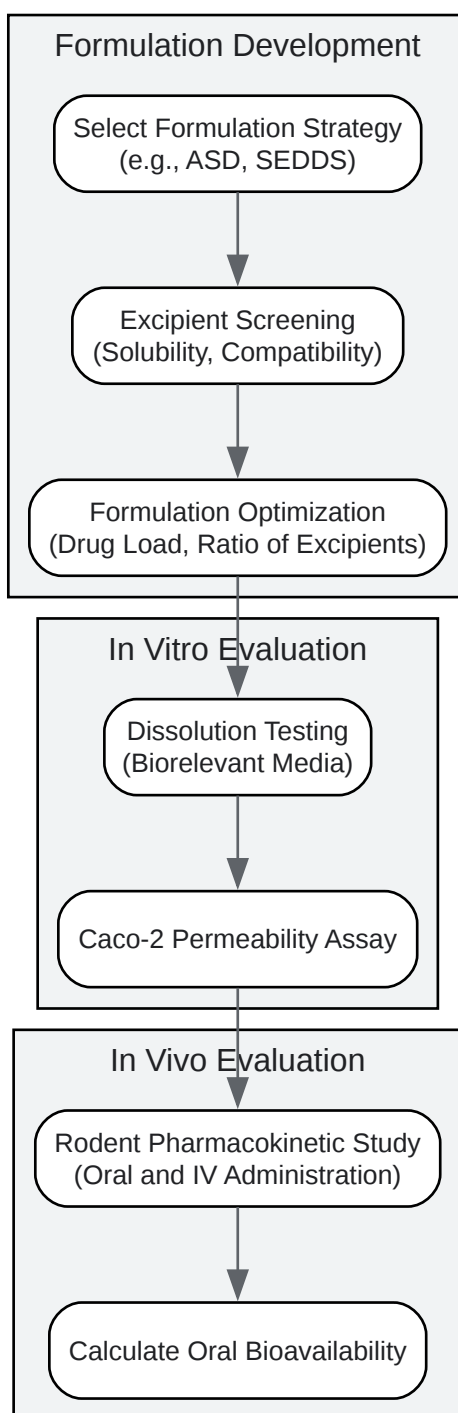 Formulation Development
Select Formulation Strategy
(e.g., ASD, SEDDS)
Excipient Screening
(Solubility, Compatibility)
Formulation Optimization
(Drug Load, Ratio of Excipients)
In Vitro Evaluation
Dissolution Testing
(Biorelevant Media)
Caco-2 Permeability Assay
In Vivo Evaluation
Rodent Pharmacokinetic Study
(Oral and IV Administration)
Calculate Oral Bioavailability